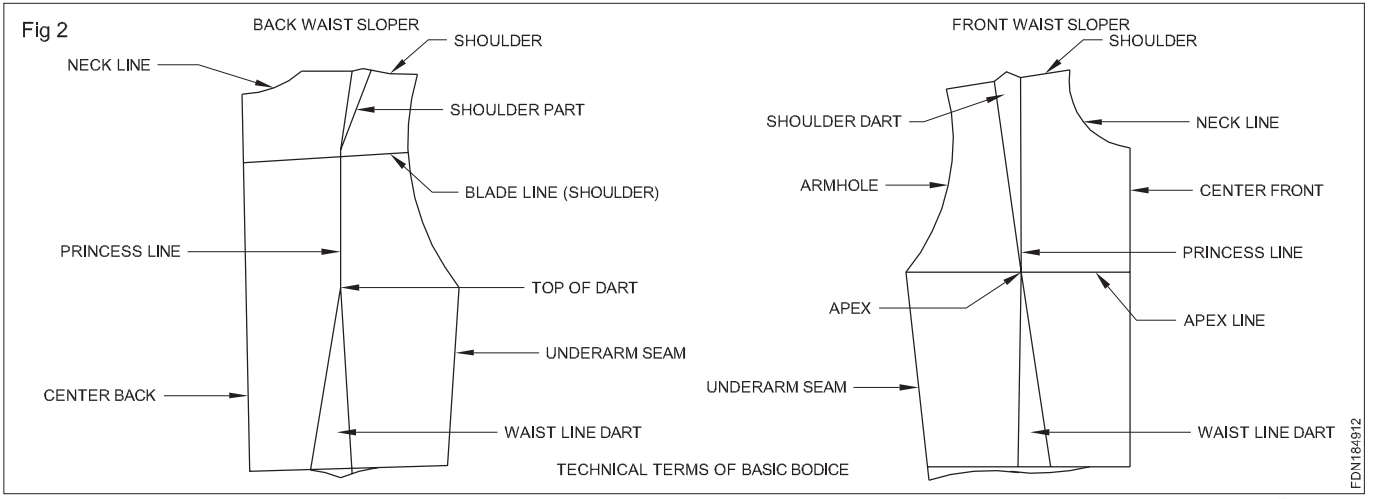 Fig 2
BACK WAIST SLOPER
SHOULDER
NECK LINE
SHOULDER PART
BLADE LINE (SHOULDER)
PRINCESS LINE
TOP OF DART
UNDERARM SEAM
CENTER BACK
WAIST LINE DART
FRONT WAIST SLOPER
SHOULDER
SHOULDER DART
NECK LINE
ARMHOLE
CENTER FRONT
PRINCESS LINE
APEX
APEX LINE
UNDERARM SEAM
WAIST LINE DART
TECHNICAL TERMS OF BASIC BODICE
FDN184912